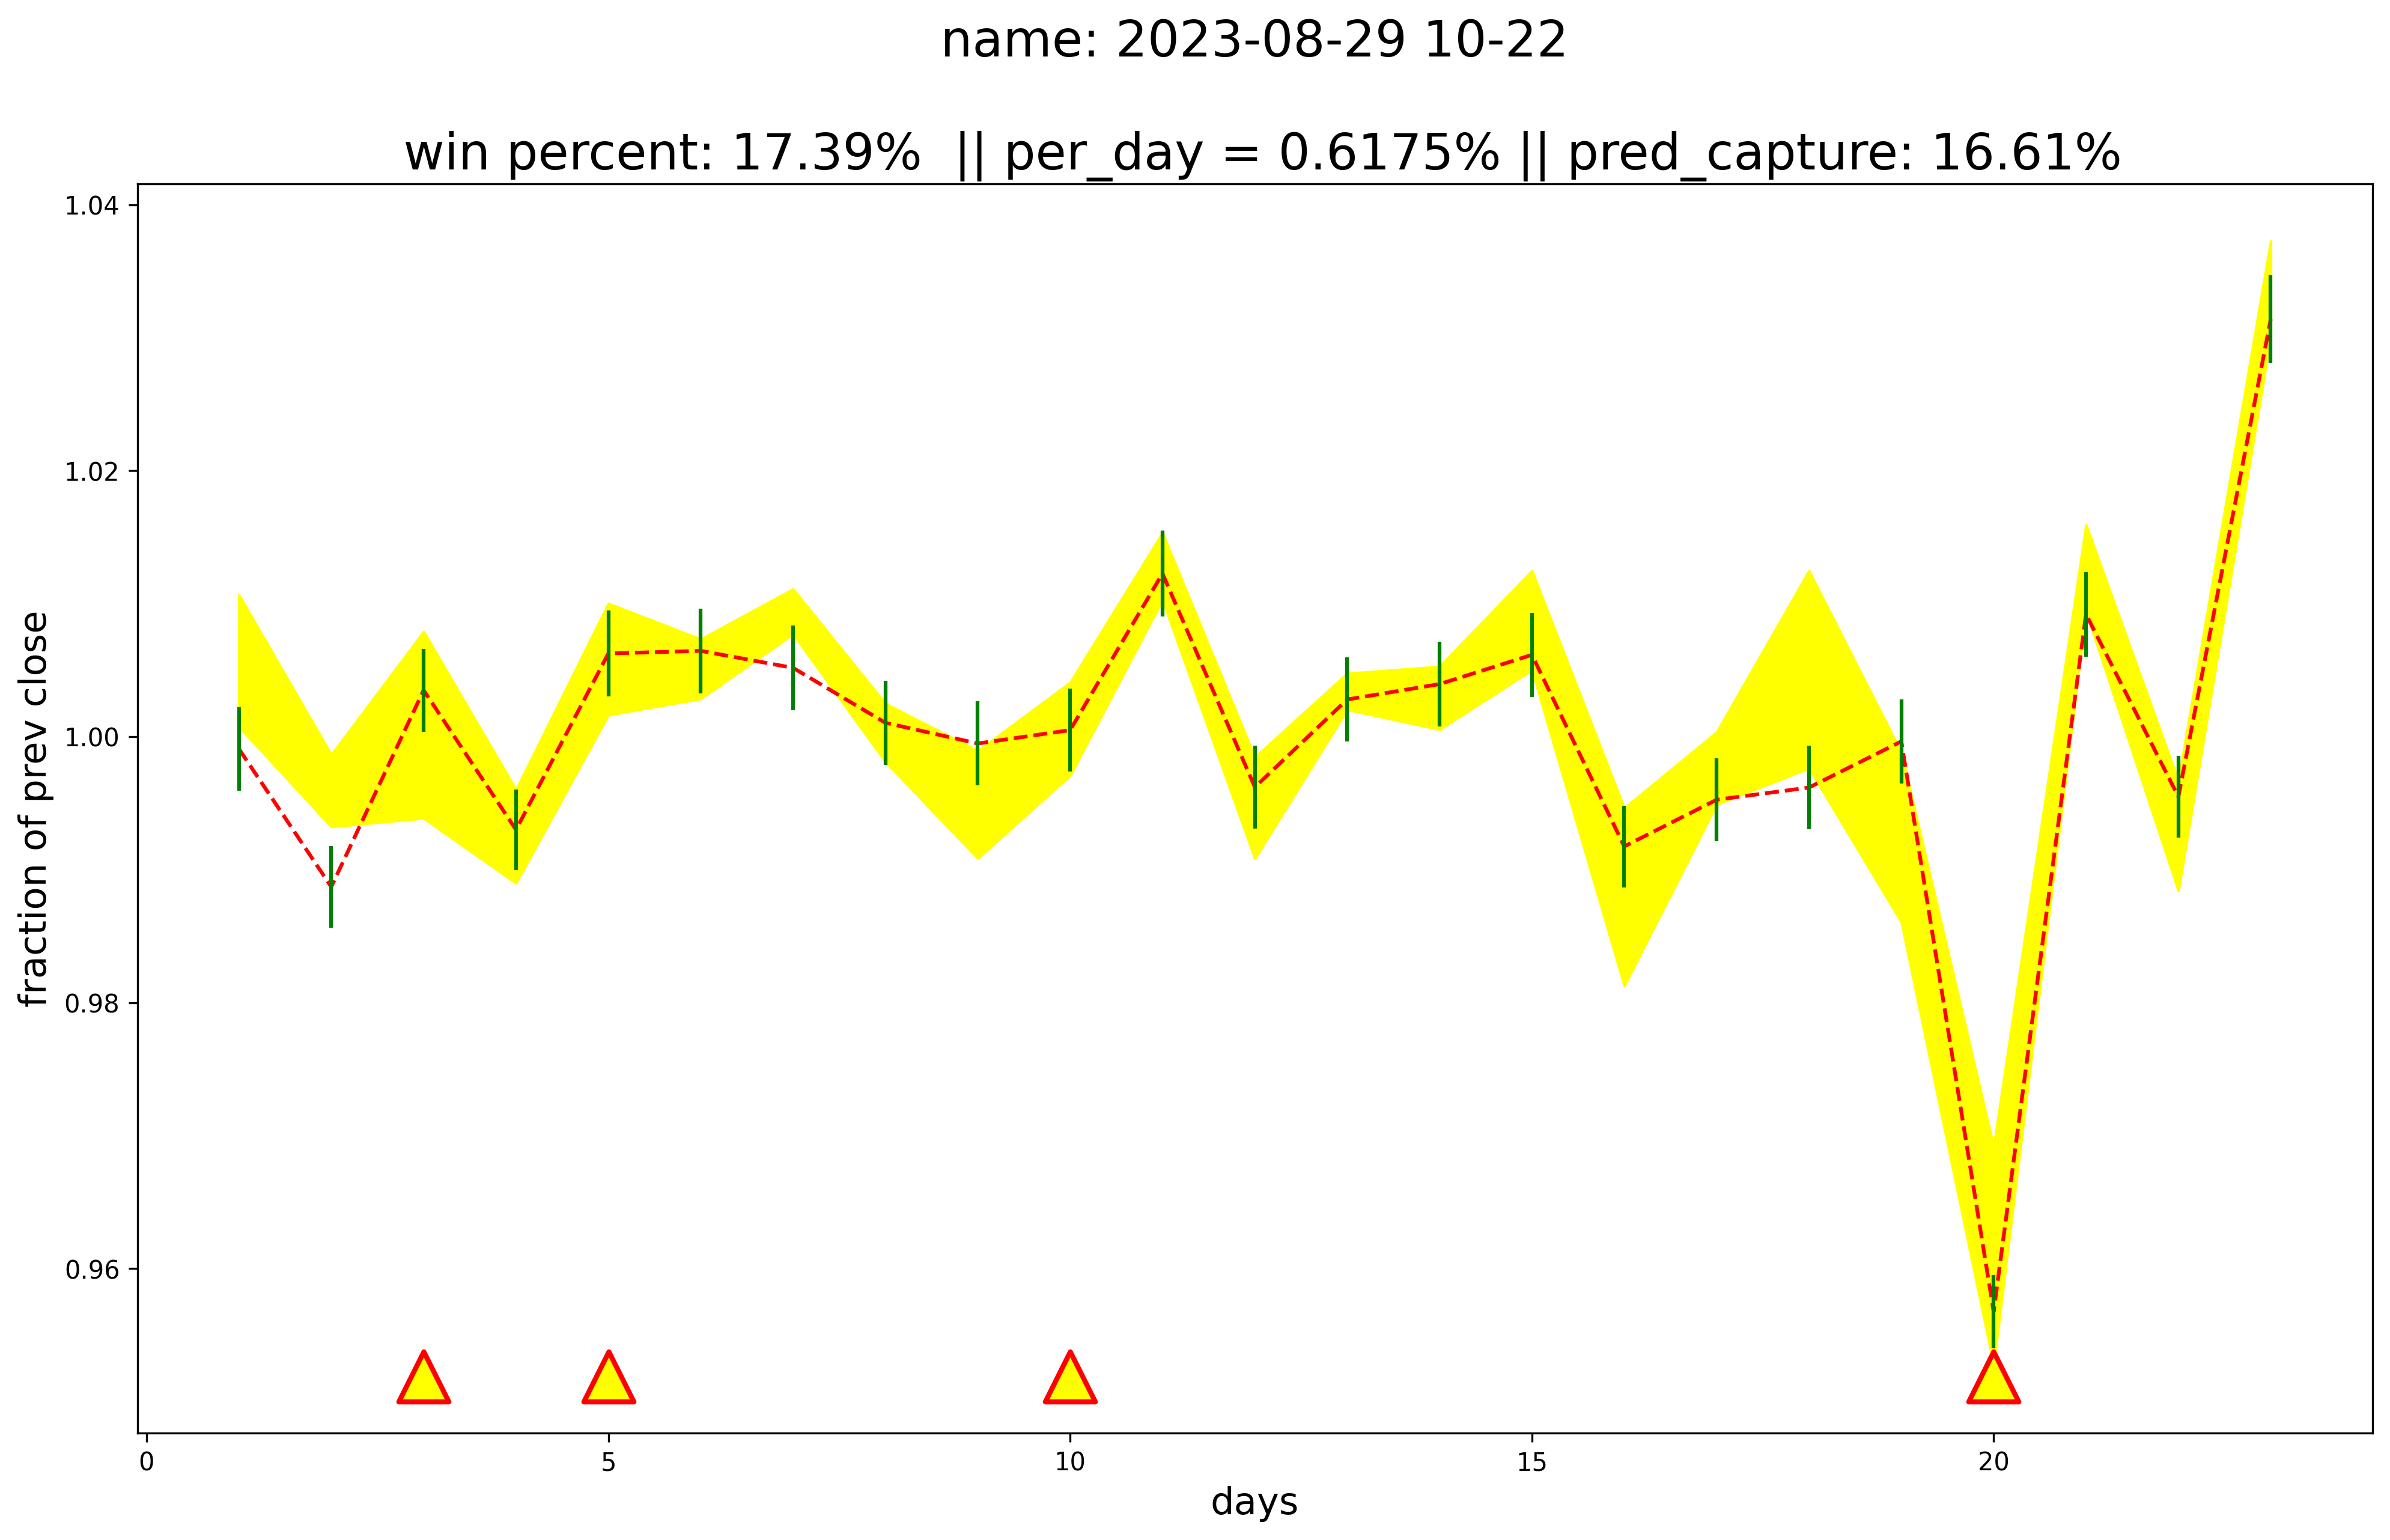 name: 2023-08-29 10-22
win percent: 17.39%  || per_day = 0.6175% || pred_capture: 16.61%
1.04
1.02
1.00
0.98
0.96
fraction of prev close
0 5 10 15 20
days